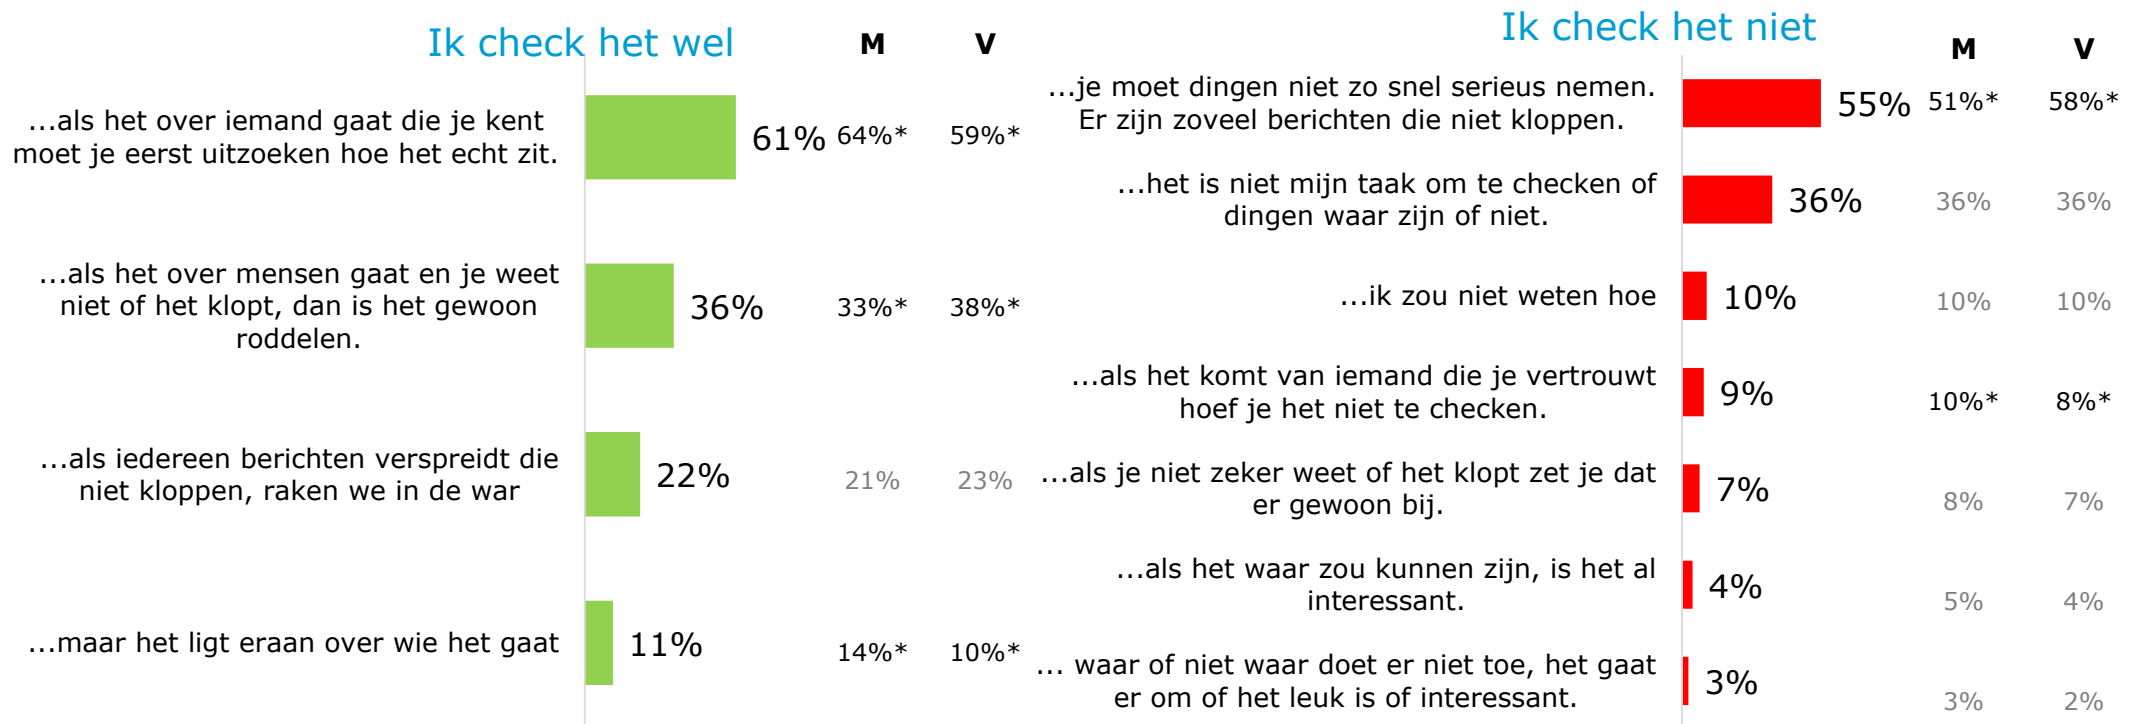 Ik check het wel
M V
...als het over iemand gaat die je kent
moet je eerst uitzoeken hoe het echt zit.
61% 64%* 59%*
...als het over mensen gaat en je weet
niet of het klopt, dan is het gewoon
roddelen.
36% 33%* 38%*
...als iedereen berichten verspreidt die
niet kloppen, raken we in de war
22% 21% 23%
...maar het ligt eraan over wie het gaat
11% 14%* 10%*
Ik check het niet
M V
...je moet dingen niet zo snel serieus nemen.
Er zijn zoveel berichten die niet kloppen.
55% 51%* 58%*
...het is niet mijn taak om te checken of
dingen waar zijn of niet.
36% 36% 36%
...ik zou niet weten hoe
10% 10% 10%
...als het komt van iemand die je vertrouwt
hoef je het niet te checken.
9% 10%* 8%*
...als je niet zeker weet of het klopt zet je dat
er gewoon bij.
7% 8% 7%
...als het waar zou kunnen zijn, is het al
interessant.
4% 5% 4%
... waar of niet waar doet er niet toe, het gaat
er om of het leuk is of interessant.
3% 3% 2%